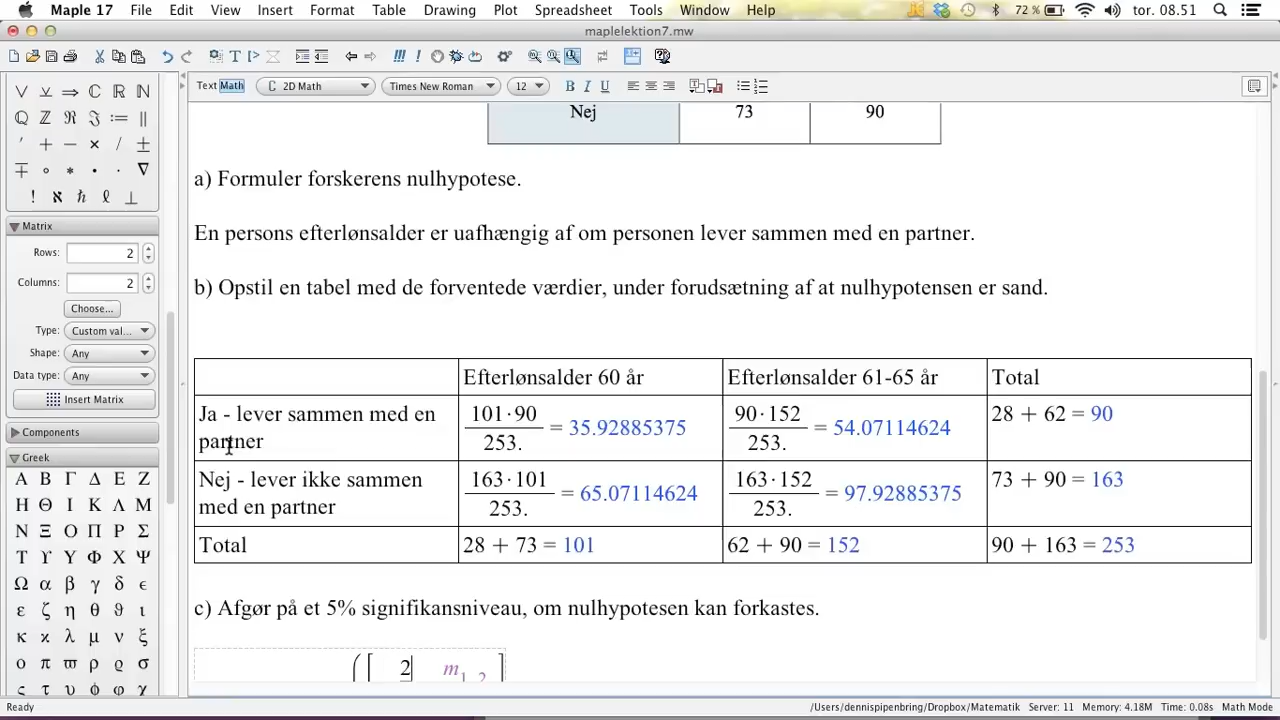 Maple 17 File Edit View Insert Format Table Drawing Plot Spreadsheet Tools Window Help 72 % tor. 08.51
maplelektion7.mw
Text Math C 2D Math Times New Roman 12 B I U
Nej 73 90
a) Formuler forskerens nulhypotese.
En persons efterlønsalder er uafhængig af om personen lever sammen med en partner.
b) Opstil en tabel med de forventede værdier, under forudsætning af at nulhypotensen er sand.
Efterlønsalder 60 år Efterlønsalder 61-65 år Total
Ja - lever sammen med en partner 101·90 / 253. = 35.92885375 90·152 / 253. = 54.07114624 28 + 62 = 90
Nej - lever ikke sammen med en partner 163·101 / 253. = 65.07114624 163·152 / 253. = 97.92885375 73 + 90 = 163
Total 28 + 73 = 101 62 + 90 = 152 90 + 163 = 253
c) Afgør på et 5% signifikansniveau, om nulhypotesen kan forkastes.
( [ 2 m1, 2 ]
∨ ⊻ ⇒ ℂ ℝ ℕ
ℚ ℤ ℜ ℑ := ||
′ + − × / ±
∓ ∘ * • · ∇
! ℵ ℏ ℓ ⊥
Matrix
Rows: 2
Columns: 2
Choose...
Type: Custom val...
Shape: Any
Data type: Any
Insert Matrix
Components
Greek
Α Β Γ Δ Ε Ζ
Η Θ Ι Κ Λ Μ
Ν Ξ Ο Π Ρ Σ
Τ Υ ϒ Φ Χ Ψ
Ω α β γ δ ϵ
ε ζ η θ ϑ ι
κ ϰ λ μ ν ξ
ο π ϖ ρ ϱ σ
ς τ υ φ ϕ χ
Ready /Users/dennispipenbring/Dropbox/Matematik Server: 11 Memory: 4.18M Time: 0.08s Math Mode